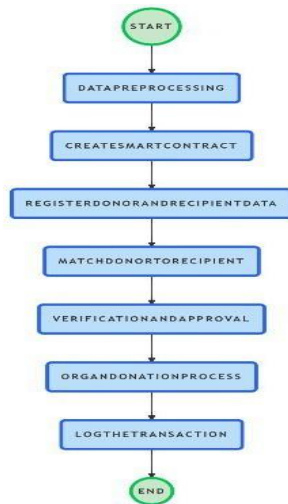 START
DATAPREPROCESSING
CREATESMARTCONTRACT
REGISTERDONORANDRECIPIENTDATA
MATCHDONORTORECIPIENT
VERIFICATIONANDAPPROVAL
ORGANDONATIONPROCESS
LOGTHETRANSACTION
END